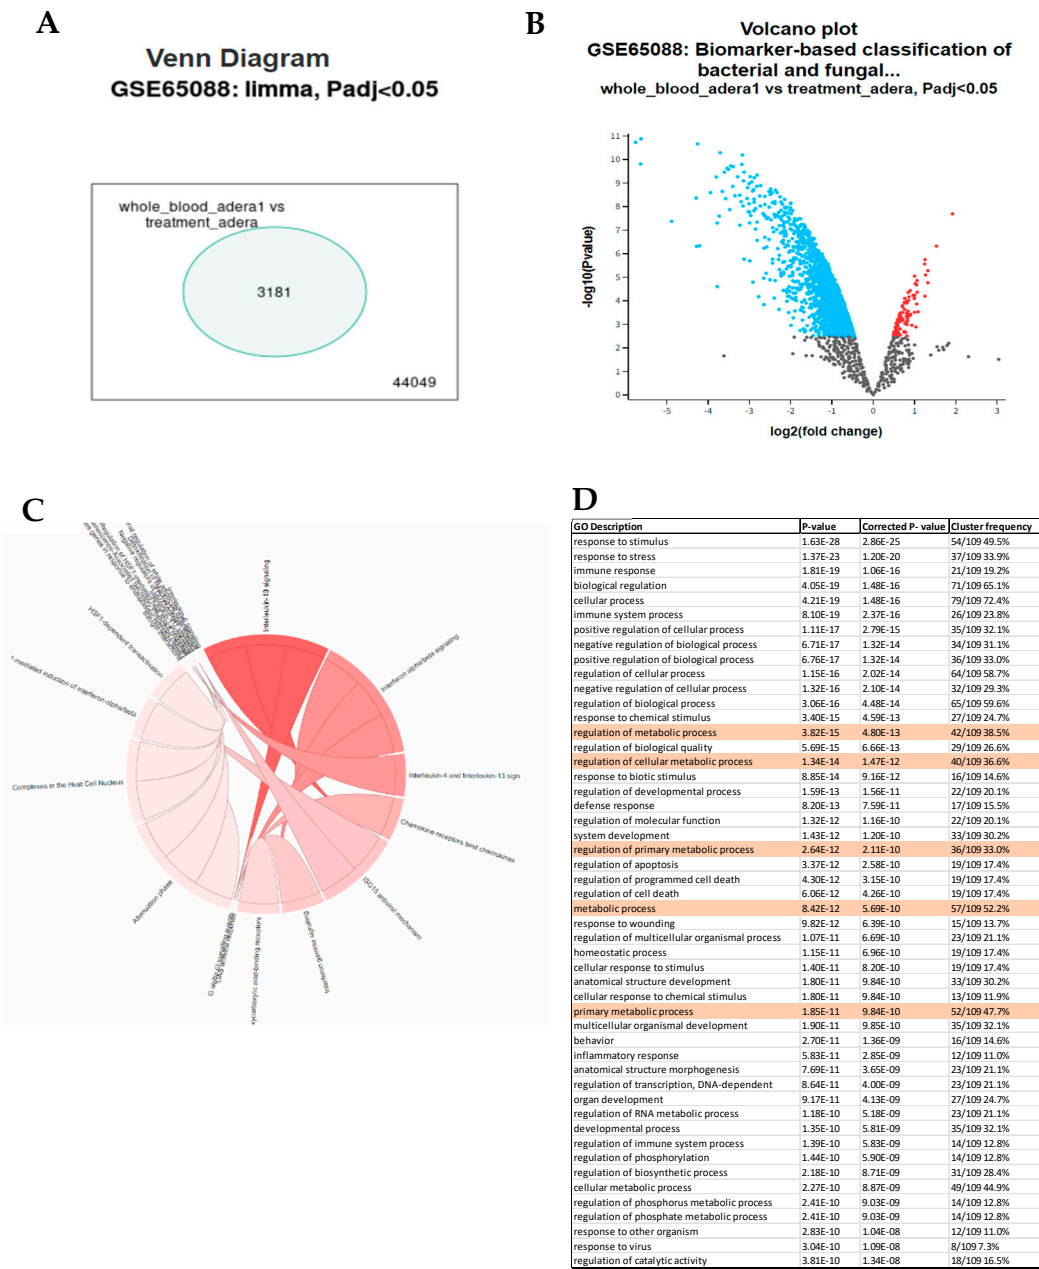 A
Venn Diagram
GSE65088: limma, Padj<0.05
whole_blood_adera1 vs
treatment_adera
3181
44049
B
Volcano plot
GSE65088: Biomarker-based classification of
bacterial and fungal...
whole_blood_adera1 vs treatment_adera, Padj<0.05
-log10(Pvalue)
11
10
9
8
7
6
5
4
3
2
1
0
-5 -4 -3 -2 -1 0 1 2 3
log2(fold change)
C
Interleukin-10 signaling
Interferon alpha/beta signaling
Interleukin-4 and Interleukin-13 sign
Chemokine receptors bind chemokines
ISG15 antiviral mechanism
Interferon gamma signaling
ycarboxylic acid-binding receptors
Attenuation phase
Complexes in the Host Cell Nucleus
-mediated induction of interferon-alpha/beta
HSF1-dependent transactivation
D
GO Description P-value Corrected P- value Cluster frequency
response to stimulus 1.63E-28 2.86E-25 54/109 49.5%
response to stress 1.37E-23 1.20E-20 37/109 33.9%
immune response 1.81E-19 1.06E-16 21/109 19.2%
biological regulation 4.05E-19 1.48E-16 71/109 65.1%
cellular process 4.21E-19 1.48E-16 79/109 72.4%
immune system process 8.10E-19 2.37E-16 26/109 23.8%
positive regulation of cellular process 1.11E-17 2.79E-15 35/109 32.1%
negative regulation of biological process 6.71E-17 1.32E-14 34/109 31.1%
positive regulation of biological process 6.76E-17 1.32E-14 36/109 33.0%
regulation of cellular process 1.15E-16 2.02E-14 64/109 58.7%
negative regulation of cellular process 1.32E-16 2.10E-14 32/109 29.3%
regulation of biological process 3.06E-16 4.48E-14 65/109 59.6%
response to chemical stimulus 3.40E-15 4.59E-13 27/109 24.7%
regulation of metabolic process 3.82E-15 4.80E-13 42/109 38.5%
regulation of biological quality 5.69E-15 6.66E-13 29/109 26.6%
regulation of cellular metabolic process 1.34E-14 1.47E-12 40/109 36.6%
response to biotic stimulus 8.85E-14 9.16E-12 16/109 14.6%
regulation of developmental process 1.59E-13 1.56E-11 22/109 20.1%
defense response 8.20E-13 7.59E-11 17/109 15.5%
regulation of molecular function 1.32E-12 1.16E-10 22/109 20.1%
system development 1.43E-12 1.20E-10 33/109 30.2%
regulation of primary metabolic process 2.64E-12 2.11E-10 36/109 33.0%
regulation of apoptosis 3.37E-12 2.58E-10 19/109 17.4%
regulation of programmed cell death 4.30E-12 3.15E-10 19/109 17.4%
regulation of cell death 6.06E-12 4.26E-10 19/109 17.4%
metabolic process 8.42E-12 5.69E-10 57/109 52.2%
response to wounding 9.82E-12 6.39E-10 15/109 13.7%
regulation of multicellular organismal process 1.07E-11 6.69E-10 23/109 21.1%
homeostatic process 1.15E-11 6.96E-10 19/109 17.4%
cellular response to stimulus 1.40E-11 8.20E-10 19/109 17.4%
anatomical structure development 1.80E-11 9.84E-10 33/109 30.2%
cellular response to chemical stimulus 1.80E-11 9.84E-10 13/109 11.9%
primary metabolic process 1.85E-11 9.84E-10 52/109 47.7%
multicellular organismal development 1.90E-11 9.85E-10 35/109 32.1%
behavior 2.70E-11 1.36E-09 16/109 14.6%
inflammatory response 5.83E-11 2.85E-09 12/109 11.0%
anatomical structure morphogenesis 7.69E-11 3.65E-09 23/109 21.1%
regulation of transcription, DNA-dependent 8.64E-11 4.00E-09 23/109 21.1%
organ development 9.17E-11 4.13E-09 27/109 24.7%
regulation of RNA metabolic process 1.18E-10 5.18E-09 23/109 21.1%
developmental process 1.35E-10 5.81E-09 35/109 32.1%
regulation of immune system process 1.39E-10 5.83E-09 14/109 12.8%
regulation of phosphorylation 1.44E-10 5.90E-09 14/109 12.8%
regulation of biosynthetic process 2.18E-10 8.71E-09 31/109 28.4%
cellular metabolic process 2.27E-10 8.87E-09 49/109 44.9%
regulation of phosphorus metabolic process 2.41E-10 9.03E-09 14/109 12.8%
regulation of phosphate metabolic process 2.41E-10 9.03E-09 14/109 12.8%
response to other organism 2.83E-10 1.04E-08 12/109 11.0%
response to virus 3.04E-10 1.09E-08 8/109 7.3%
regulation of catalytic activity 3.81E-10 1.34E-08 18/109 16.5%